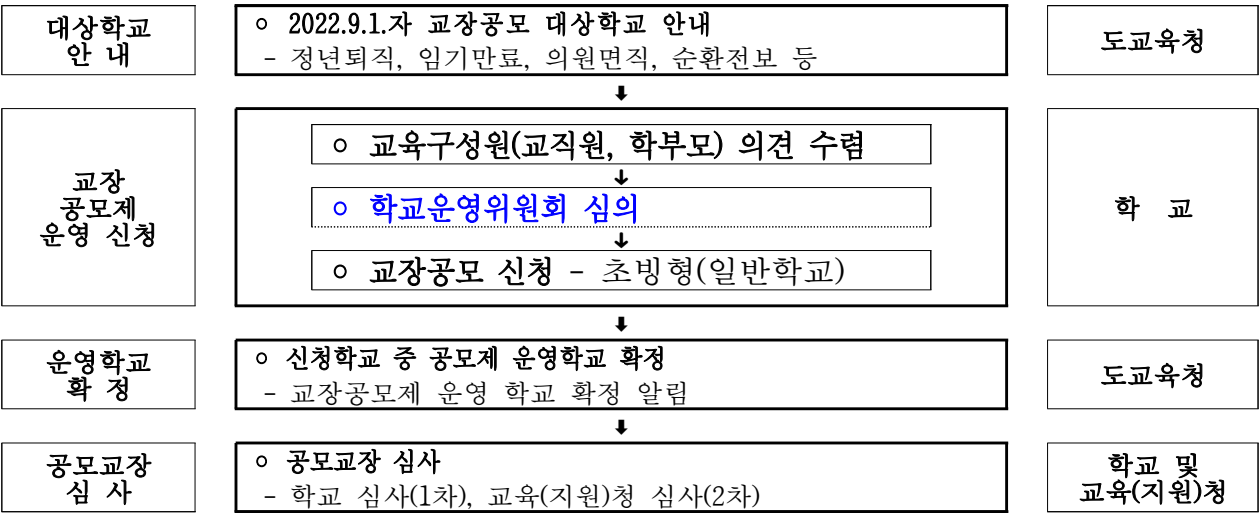 대상학교
안 내
○ 2022.9.1.자 교장공모 대상학교 안내
- 정년퇴직, 임기만료, 의원면직, 순환전보 등
도교육청
⬇
교장
공모제
운영 신청
○ 교육구성원(교직원, 학부모) 의견 수렴
↓
○ 학교운영위원회 심의
↓
○ 교장공모 신청 - 초빙형(일반학교)
학 교
⬇
운영학교
확 정
○ 신청학교 중 공모제 운영학교 확정
- 교장공모제 운영 학교 확정 알림
도교육청
⬇
공모교장
심 사
○ 공모교장 심사
- 학교 심사(1차), 교육(지원)청 심사(2차)
학교 및
교육(지원)청